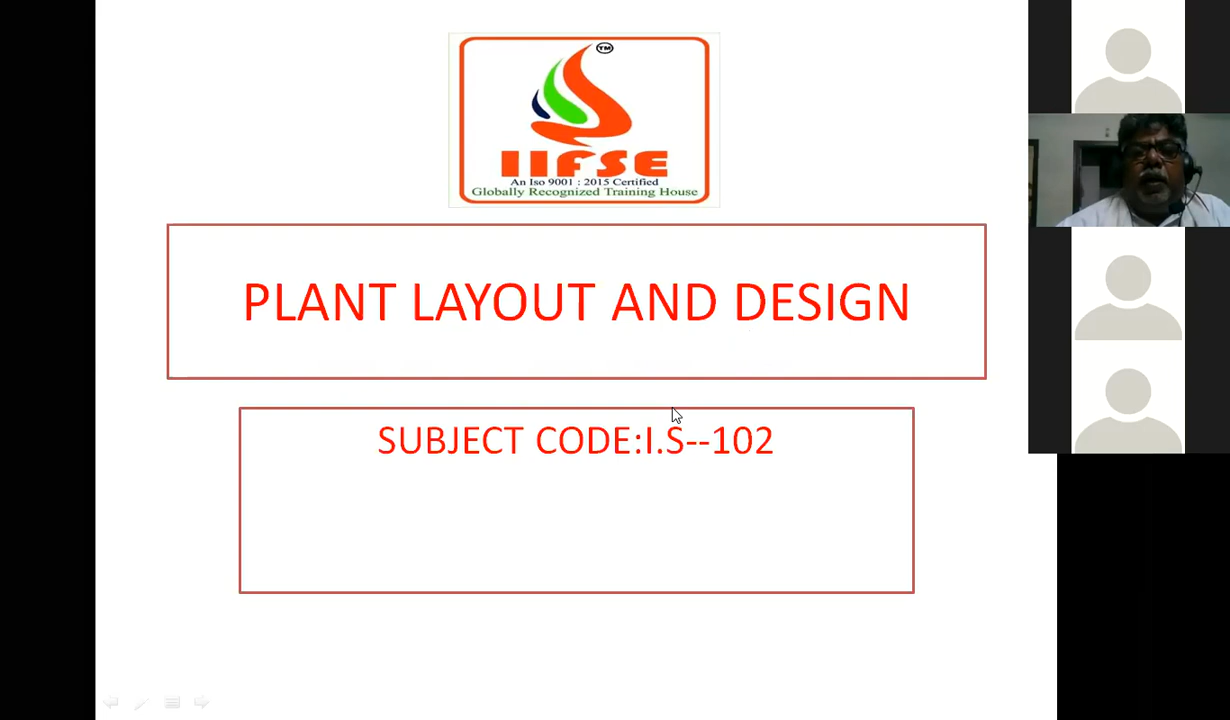 TM
IIFSE
An Iso 9001 : 2015 Certified
Globally Recognized Training House
PLANT LAYOUT AND DESIGN
SUBJECT CODE:I.S--102